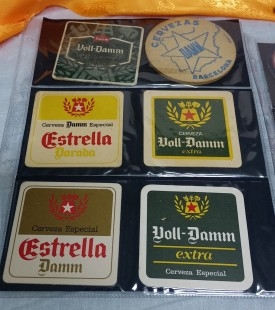 Voll-Damm
CERVEZAS
DAMM
BARCELONA
Cerveza Damm Especial
Estrella
Dorada
CERVEZA
Voll-Damm
extra
Cerveza Especial
Estrella
Damm
Voll-Damm
extra
Cerveza Especial